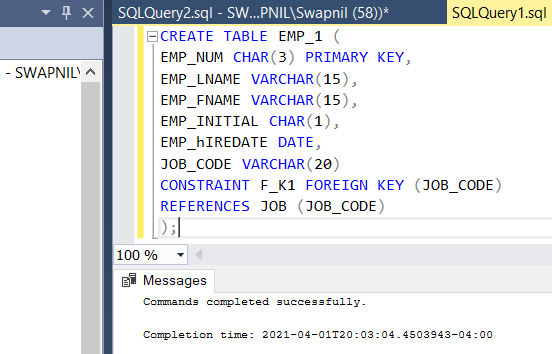 SQLQuery2.sql - SW...PNIL\Swapnil (58))*
SQLQuery1.sql
- SWAPNIL\
CREATE TABLE EMP_1 (
EMP_NUM CHAR(3) PRIMARY KEY,
EMP_LNAME VARCHAR(15),
EMP_FNAME VARCHAR(15),
EMP_INITIAL CHAR(1),
EMP_hIREDATE DATE,
JOB_CODE VARCHAR(20)
CONSTRAINT F_K1 FOREIGN KEY (JOB_CODE)
REFERENCES JOB (JOB_CODE)
);
100 %
Messages
Commands completed successfully.
Completion time: 2021-04-01T20:03:04.4503943-04:00